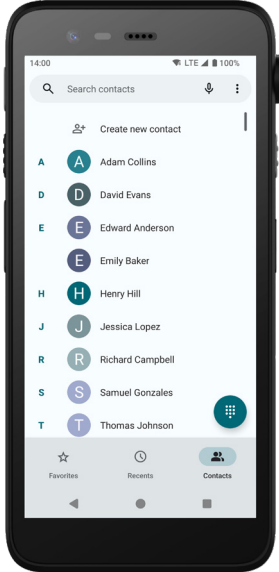 14:00 LTE 100%
Search contacts
Create new contact
A A Adam Collins
D D David Evans
E E Edward Anderson
E Emily Baker
H H Henry Hill
J J Jessica Lopez
R R Richard Campbell
S S Samuel Gonzales
T T Thomas Johnson
Favorites Recents Contacts